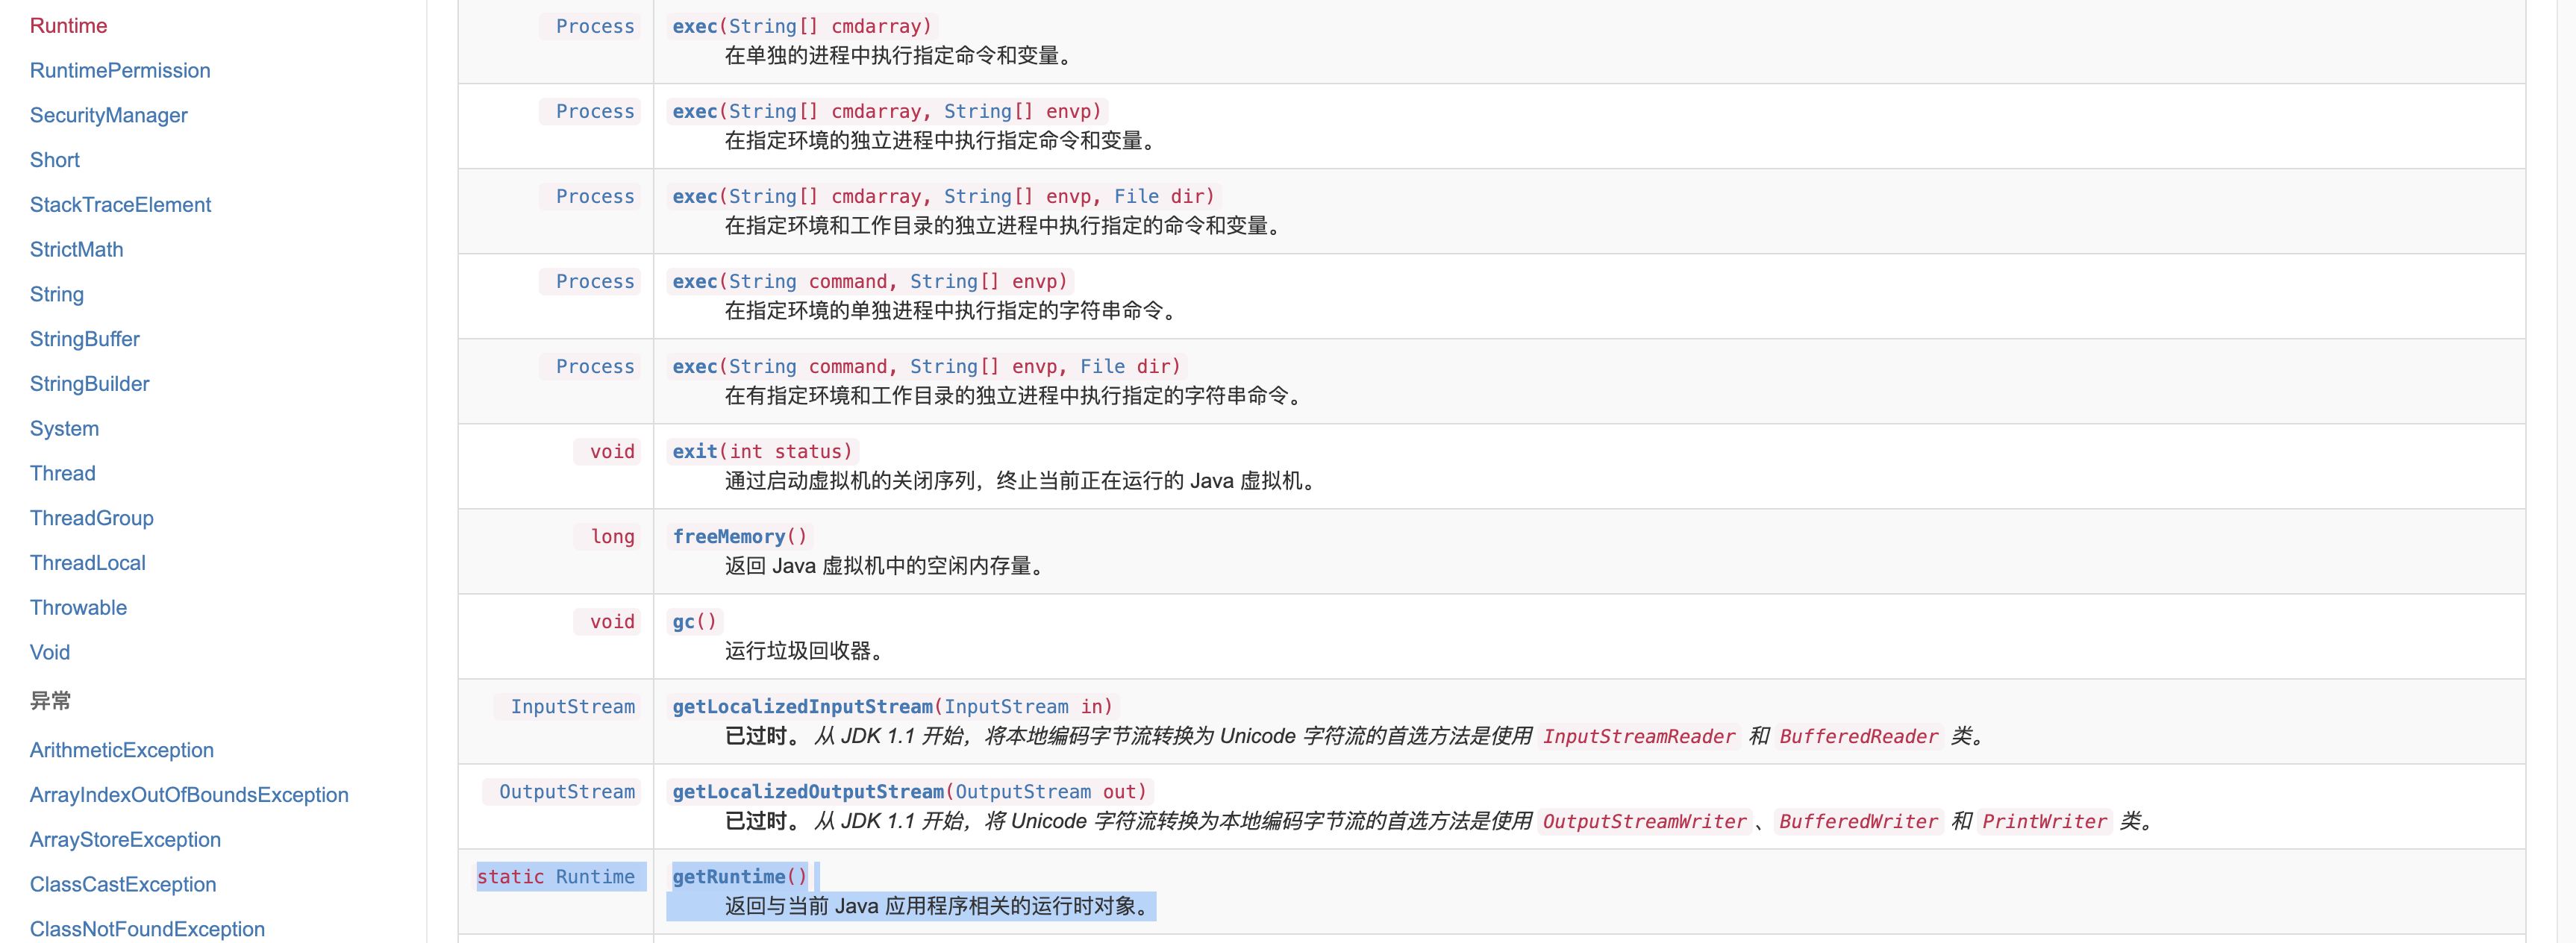 Runtime
RuntimePermission
SecurityManager
Short
StackTraceElement
StrictMath
String
StringBuffer
StringBuilder
System
Thread
ThreadGroup
ThreadLocal
Throwable
Void
异常
ArithmeticException
ArrayIndexOutOfBoundsException
ArrayStoreException
ClassCastException
ClassNotFoundException
Process exec(String[] cmdarray)
在单独的进程中执行指定命令和变量。
Process exec(String[] cmdarray, String[] envp)
在指定环境的独立进程中执行指定命令和变量。
Process exec(String[] cmdarray, String[] envp, File dir)
在指定环境和工作目录的独立进程中执行指定的命令和变量。
Process exec(String command, String[] envp)
在指定环境的单独进程中执行指定的字符串命令。
Process exec(String command, String[] envp, File dir)
在有指定环境和工作目录的独立进程中执行指定的字符串命令。
void exit(int status)
通过启动虚拟机的关闭序列，终止当前正在运行的 Java 虚拟机。
long freeMemory()
返回 Java 虚拟机中的空闲内存量。
void gc()
运行垃圾回收器。
InputStream getLocalizedInputStream(InputStream in)
已过时。 从 JDK 1.1 开始，将本地编码字节流转换为 Unicode 字符流的首选方法是使用 InputStreamReader 和 BufferedReader 类。
OutputStream getLocalizedOutputStream(OutputStream out)
已过时。 从 JDK 1.1 开始，将 Unicode 字符流转换为本地编码字节流的首选方法是使用 OutputStreamWriter、BufferedWriter 和 PrintWriter 类。
static Runtime getRuntime()
返回与当前 Java 应用程序相关的运行时对象。